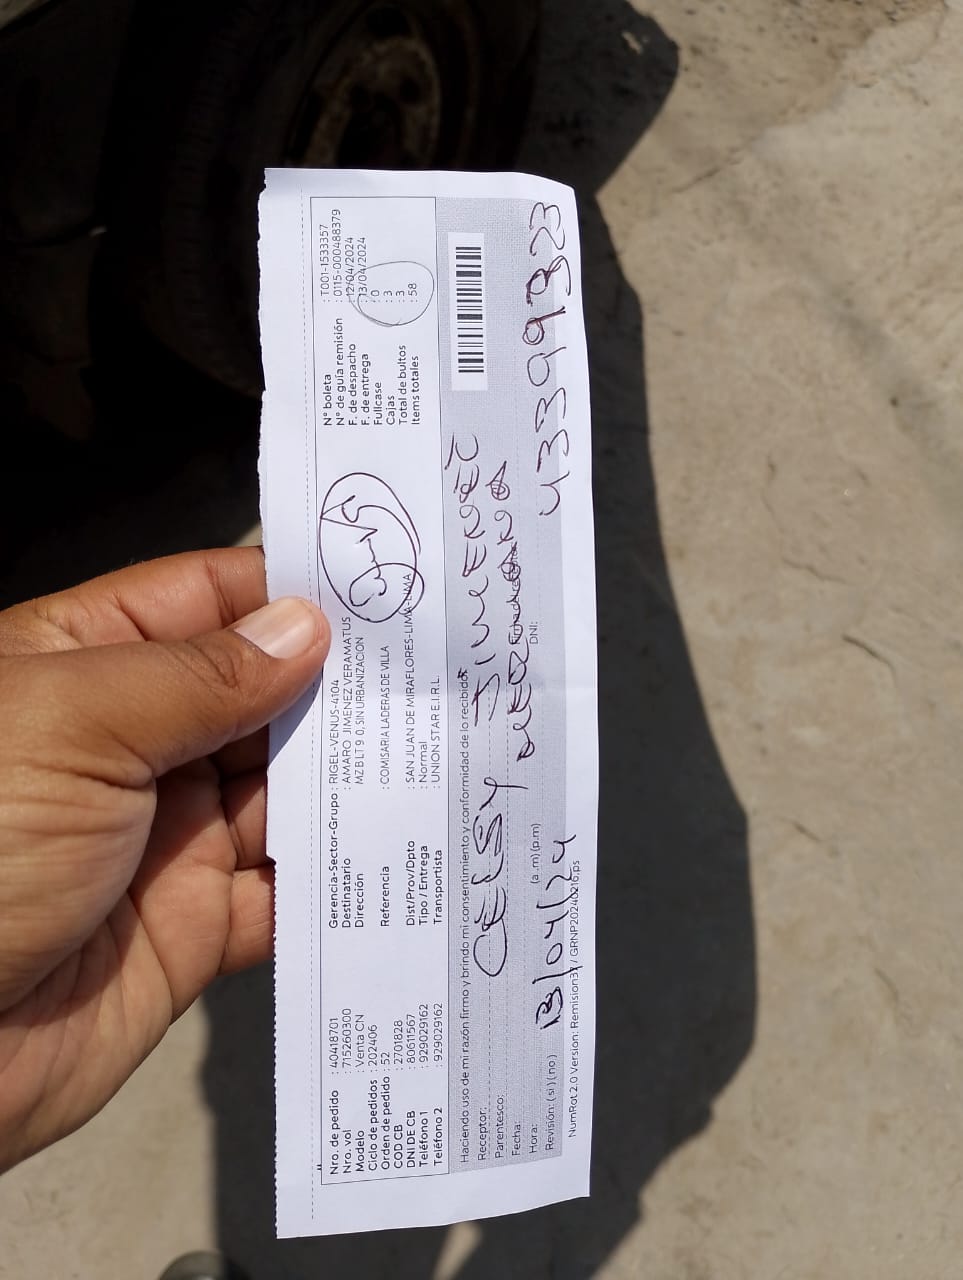 Nro. de pedido : 40418701
Nro. vol : 715260300
Modelo : Venta CN
Ciclo de pedidos : 202406
Orden de pedido : 52
COD CB : 2701828
DNI DE CB : 80611567
Teléfono 1 : 929029162
Teléfono 2 : 929029162
Gerencia-Sector-Grupo : RIGEL-VENUS-4104
Destinatario : AMARO JIMENEZ VERAMATUS
Dirección MZ B LT 9 0, SIN URBANIZACION
Referencia : COMISARIA LADERAS DE VILLA
Dist/Prov/Dpto : SAN JUAN DE MIRAFLORES-LIMA-LIMA
Tipo / Entrega : Normal
Transportista : UNION STAR E.I.R.L.
N° boleta : T001-1533357
N° de guía remisión : 0115-000488379
F. de despacho : 12/04/2024
F. de entrega : 13/04/2024
Fullcase : 0
Cajas : 3
Total de bultos : 3
Items totales : 58
Haciendo uso de mi razón firmo y brindo mi consentimiento y conformidad de lo recibido
Receptor: CELSY JIMENEZ
Parentesco:
Fecha: 13/04/24
Hora: (a .m) (p.m) DNI: 43399323
Revisión: ( si ) ( no )
NumRot 2.0 Version: Remision37 / GRNP20240216.ps